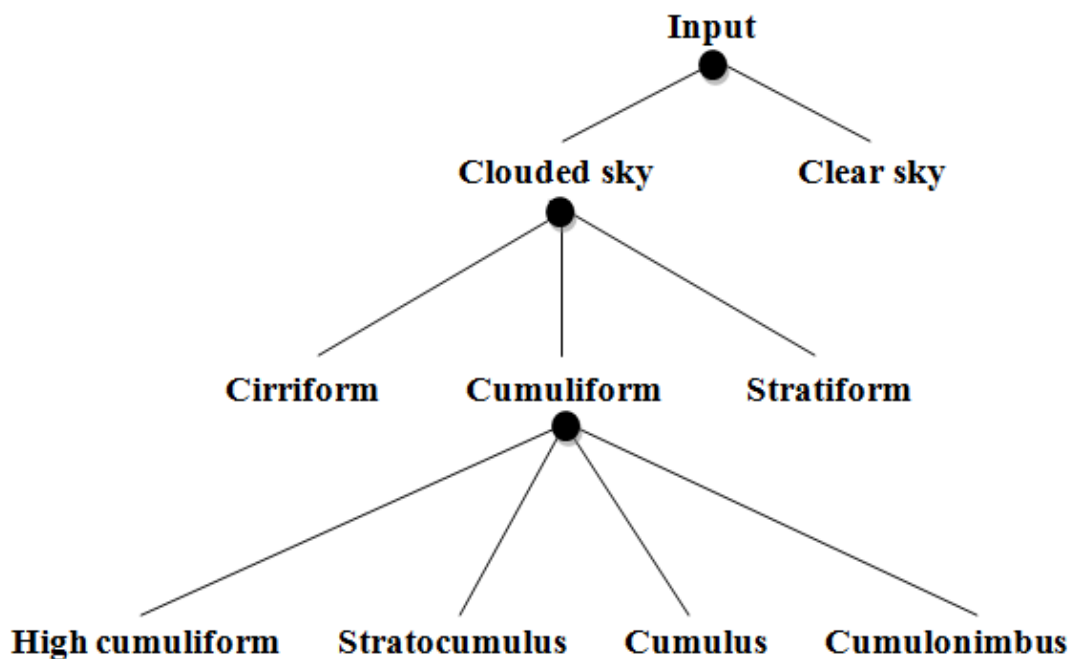 Input
Clouded sky Clear sky
Cirriform Cumuliform Stratiform
High cumuliform Stratocumulus Cumulus Cumulonimbus